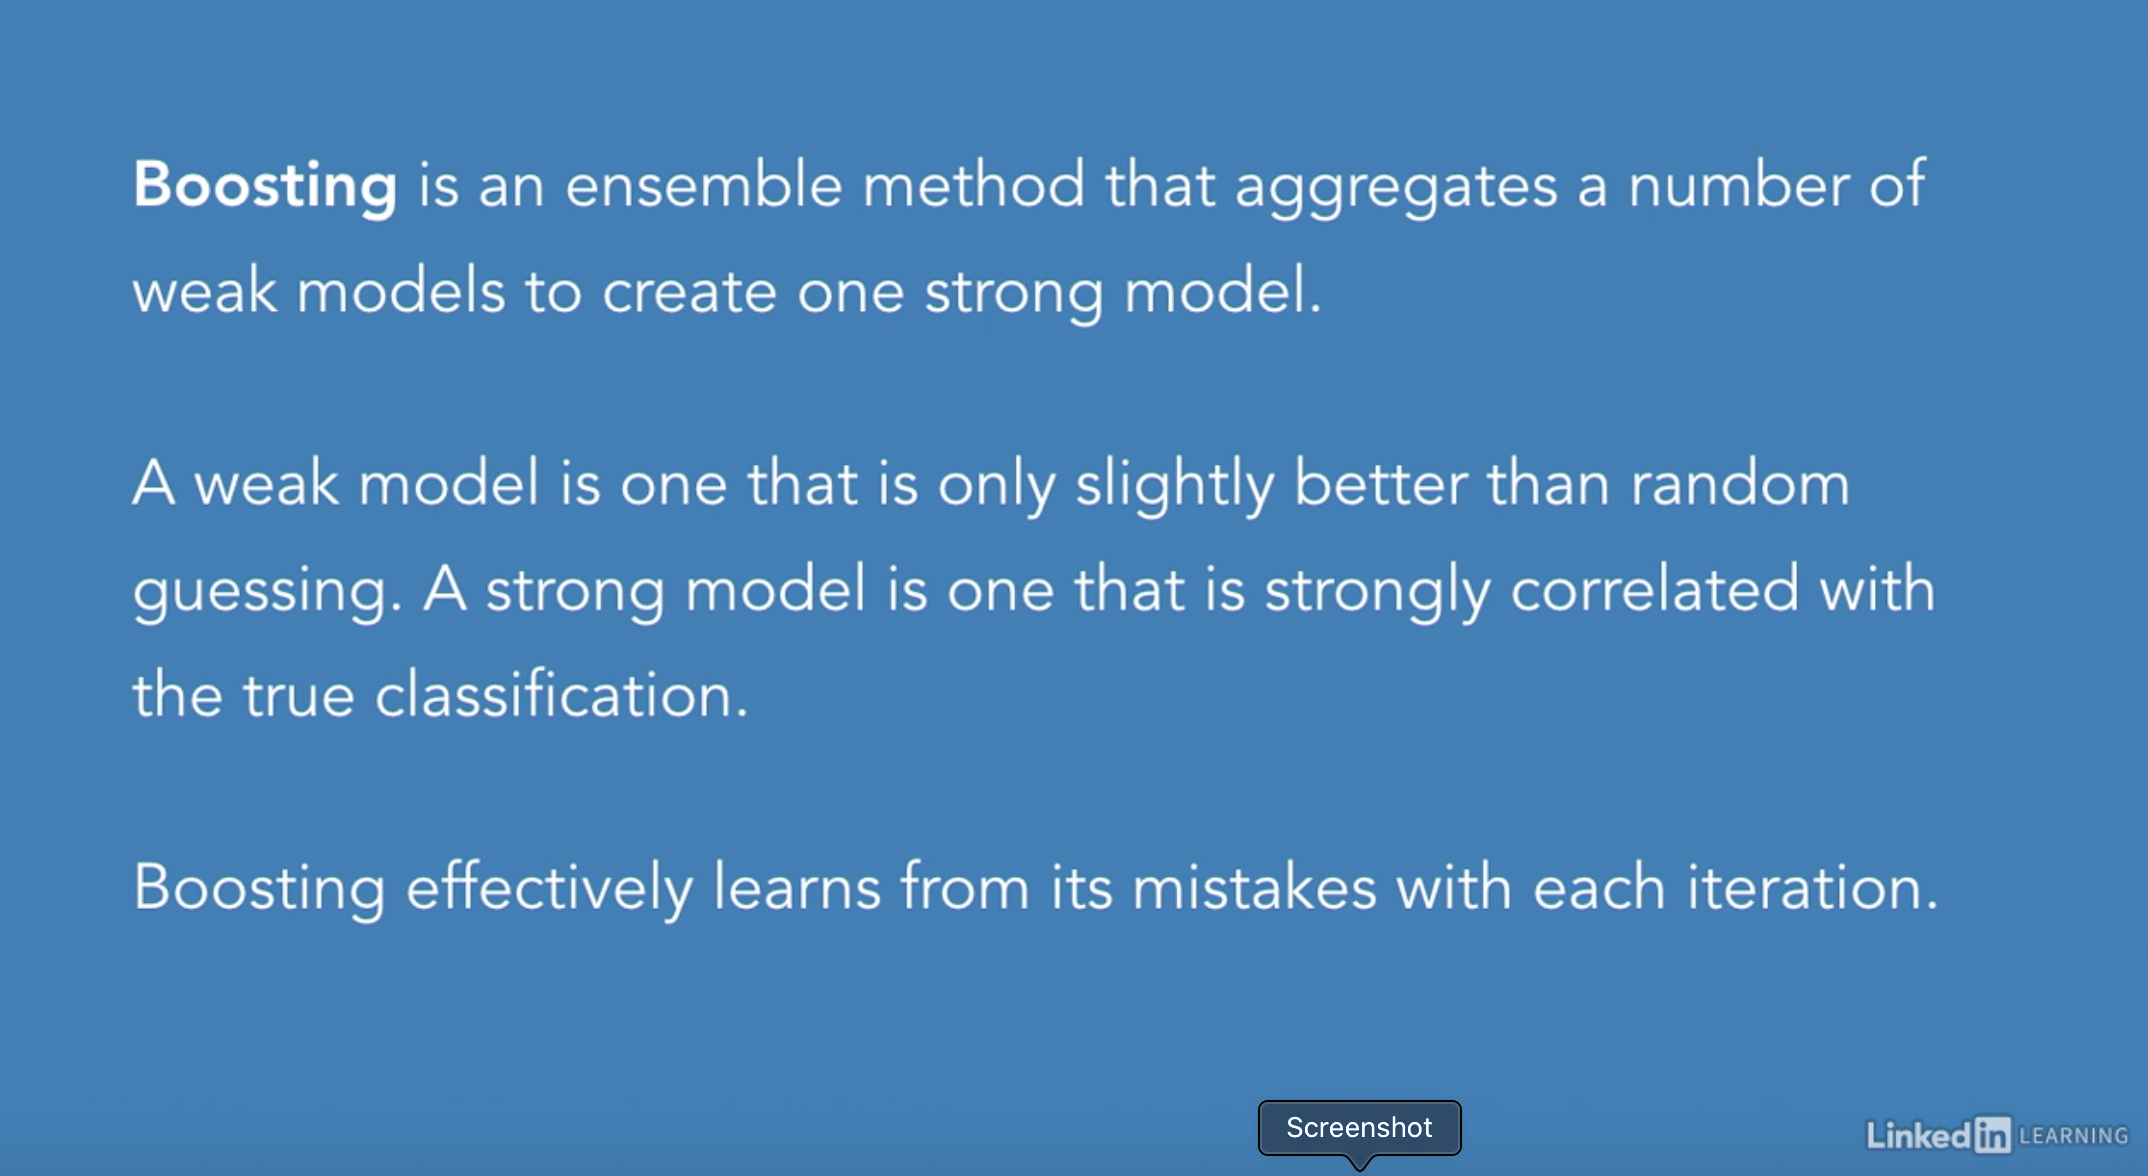 Boosting is an ensemble method that aggregates a number of
weak models to create one strong model.
A weak model is one that is only slightly better than random
guessing. A strong model is one that is strongly correlated with
the true classification.
Boosting effectively learns from its mistakes with each iteration.
Screenshot
Linked in LEARNING